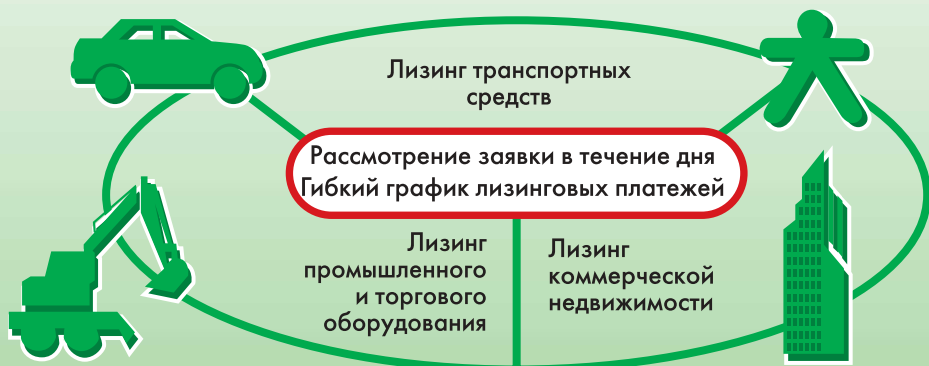 Лизинг транспортных
средств
Рассмотрение заявки в течение дня
Гибкий график лизинговых платежей
Лизинг
промышленного
и торгового
оборудования
Лизинг
коммерческой
недвижимости